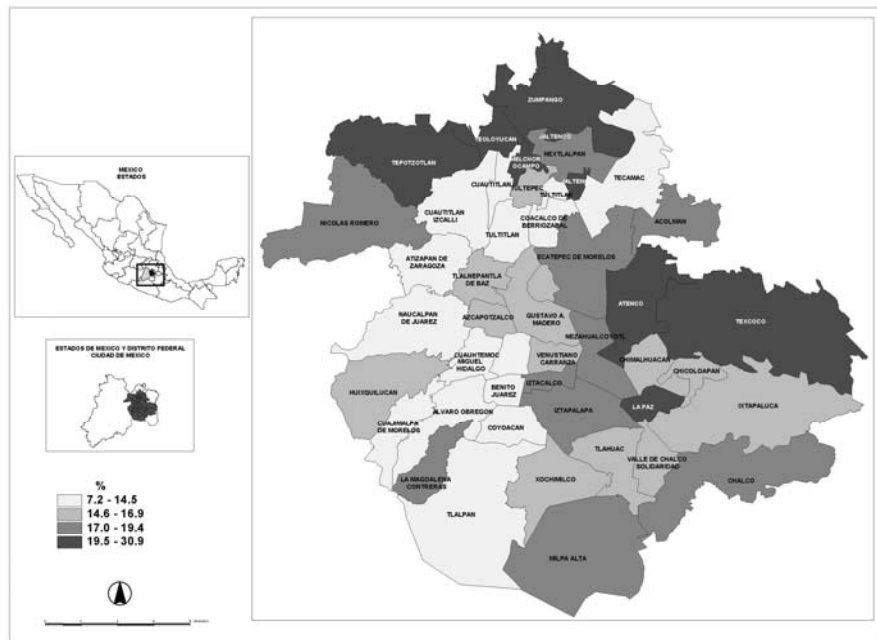 MEXICO
ESTADOS
ESTADOS DE MEXICO Y DISTRITO FEDERAL
CIUDAD DE MEXICO
%
7.2 - 14.5
14.6 - 16.9
17.0 - 19.4
19.5 - 30.9
ZUMPANGO
TEOLOYUCAN
JALTENCO
TEPOTZOTLAN
NEXTLALPAN
MELCHOR
OCAMPO
TECAMAC
CUAUTITLAN
TULTEPEC
TULTITLAN
CUAUTITLAN
IZCALLI
NICOLAS ROMERO
COACALCO DE
BERRIOZABAL
ACOLMAN
TULTITLAN
ATIZAPAN DE
ZARAGOZA
ECATEPEC DE MORELOS
TLALNEPANTLA
DE BAZ
ATENCO
TEXCOCO
NAUCALPAN
DE JUAREZ
AZCAPOTZALCO
GUSTAVO A.
MADERO
NEZAHUALCOYOTL
CUAUHTEMOC
MIGUEL
HIDALGO
VENUSTIANO
CARRANZA
CHIMALHUACAN
CHICOLOAPAN
HUIXQUILUCAN
BENITO
JUAREZ
IZTACALCO
IZTAPALAPA
LA PAZ
IXTAPALUCA
ALVARO OBREGON
CUAJIMALPA
DE MORELOS
COYOACAN
TLAHUAC
VALLE DE CHALCO
SOLIDARIDAD
LA MAGDALENA
CONTRERAS
XOCHIMILCO
CHALCO
TLALPAN
MILPA ALTA